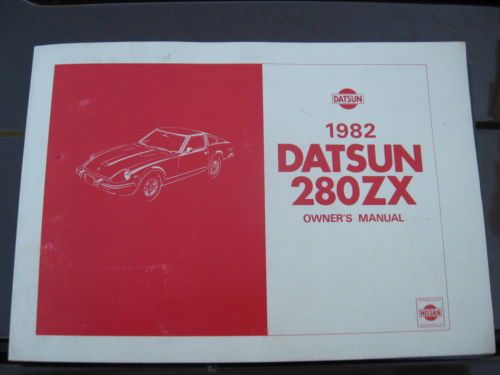 DATSUN
1982
DATSUN
280ZX
OWNER'S MANUAL
NISSAN